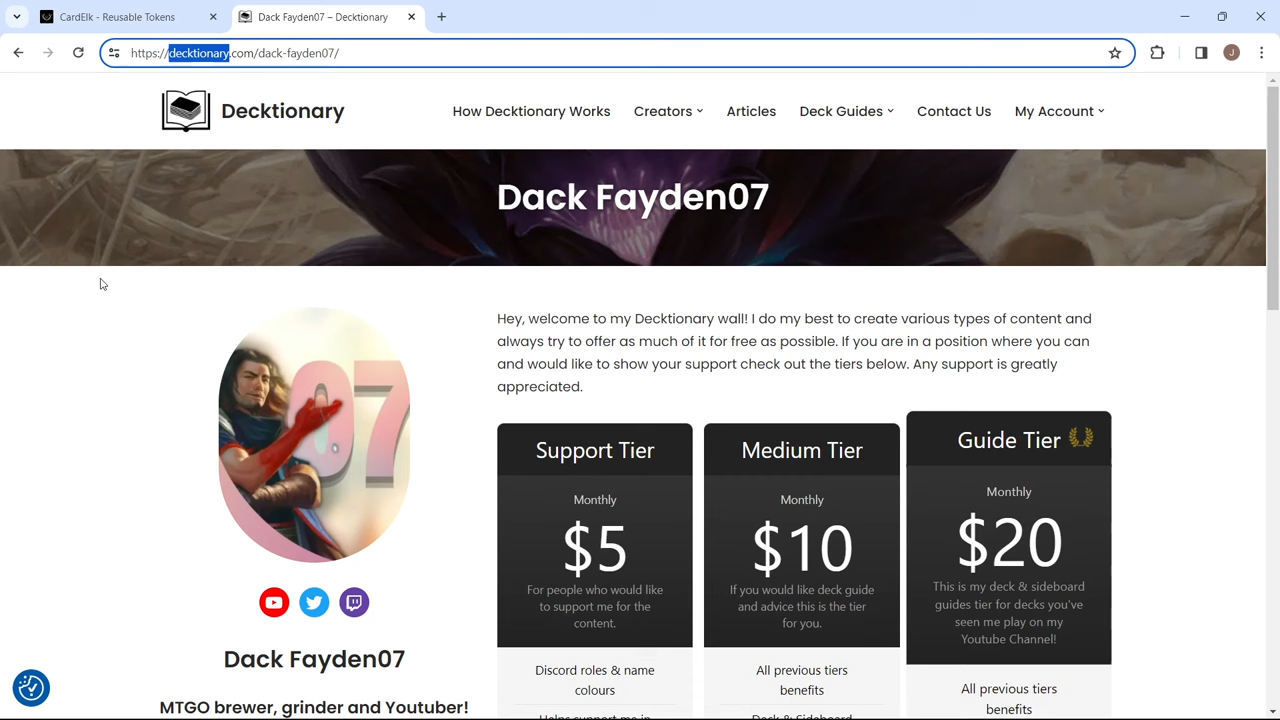 CardElk - Reusable Tokens
Dack Fayden07 – Decktionary
https://decktionary.com/dack-fayden07/
J
Decktionary
How Decktionary Works
Creators
Articles
Deck Guides
Contact Us
My Account
Dack Fayden07
Hey, welcome to my Decktionary wall! I do my best to create various types of content and
always try to offer as much of it for free as possible. If you are in a position where you can
and would like to show your support check out the tiers below. Any support is greatly
appreciated.
07
Dack Fayden07
MTGO brewer, grinder and Youtuber!
Support Tier
Monthly
$5
For people who would like
to support me for the
content.
Discord roles & name
colours
Helps support me in
Medium Tier
Monthly
$10
If you would like deck guide
and advice this is the tier
for you.
All previous tiers
benefits
Deck & Sideboard
Guide Tier
Monthly
$20
This is my deck & sideboard
guides tier for decks you've
seen me play on my
Youtube Channel!
All previous tiers
benefits